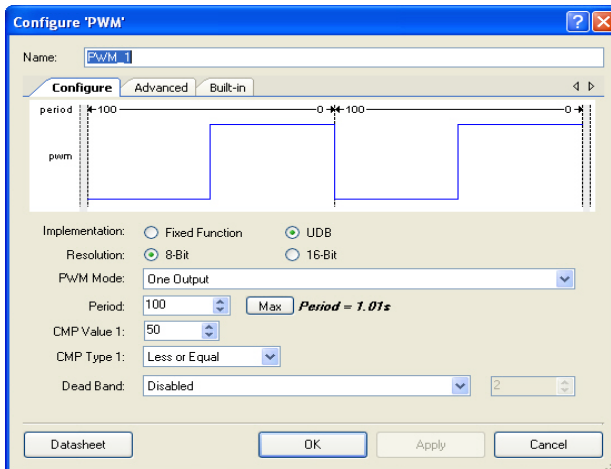 Configure 'PWM'
Name: PWM_1
Configure Advanced Built-in
period 100 0 100 0
pwm
Implementation: Fixed Function UDB
Resolution: 8-Bit 16-Bit
PWM Mode: One Output
Period: 100 Max Period = 1.01s
CMP Value 1: 50
CMP Type 1: Less or Equal
Dead Band: Disabled 2
Datasheet OK Apply Cancel